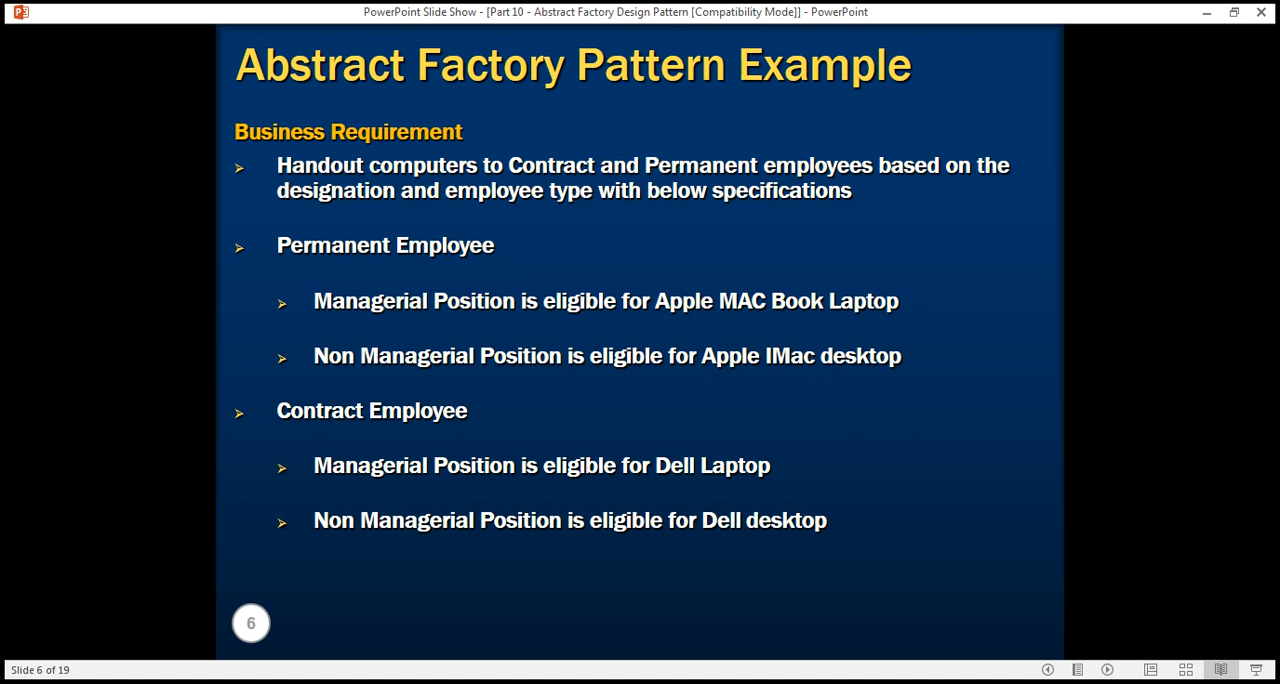 PowerPoint Slide Show - [Part 10 - Abstract Factory Design Pattern [Compatibility Mode]] - PowerPoint
Abstract Factory Pattern Example
Business Requirement
Handout computers to Contract and Permanent employees based on the
designation and employee type with below specifications
Permanent Employee
Managerial Position is eligible for Apple MAC Book Laptop
Non Managerial Position is eligible for Apple IMac desktop
Contract Employee
Managerial Position is eligible for Dell Laptop
Non Managerial Position is eligible for Dell desktop
6
Slide 6 of 19